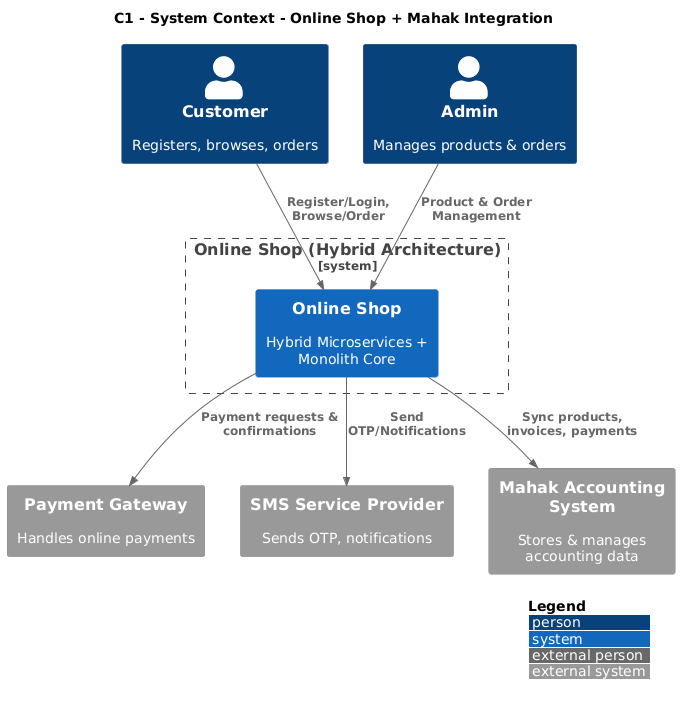 C1 - System Context - Online Shop + Mahak Integration
Customer
Registers, browses, orders
Admin
Manages products & orders
Register/Login,
Browse/Order
Product & Order
Management
Online Shop (Hybrid Architecture)
[system]
Online Shop
Hybrid Microservices +
Monolith Core
Payment requests &
confirmations
Send
OTP/Notifications
Sync products,
invoices, payments
Payment Gateway
Handles online payments
SMS Service Provider
Sends OTP, notifications
Mahak Accounting
System
Stores & manages
accounting data
Legend
person
system
external person
external system